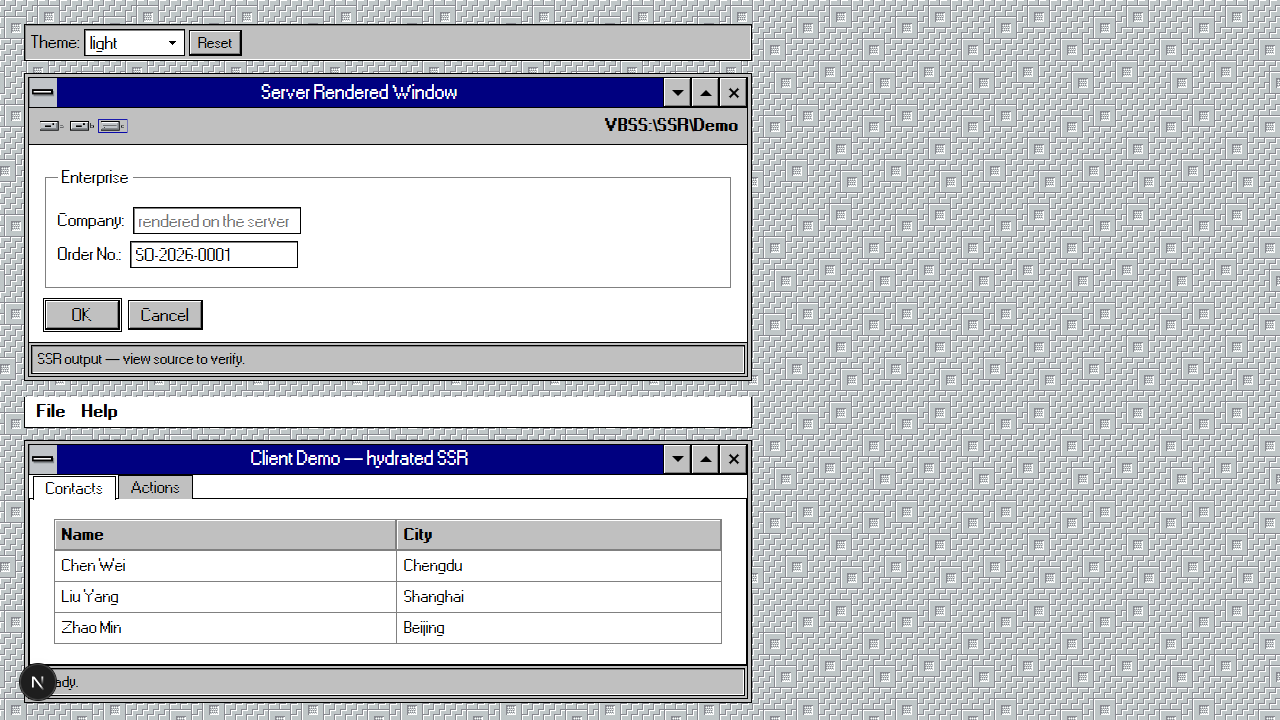 Theme: light Reset
Server Rendered Window
VBSS:\SSR\Demo
Enterprise
Company: rendered on the server
Order No.: SO-2026-0001
OK Cancel
SSR output — view source to verify.
File Help
Client Demo — hydrated SSR
Contacts Actions
Name City
Chen Wei Chengdu
Liu Yang Shanghai
Zhao Min Beijing
N ady.